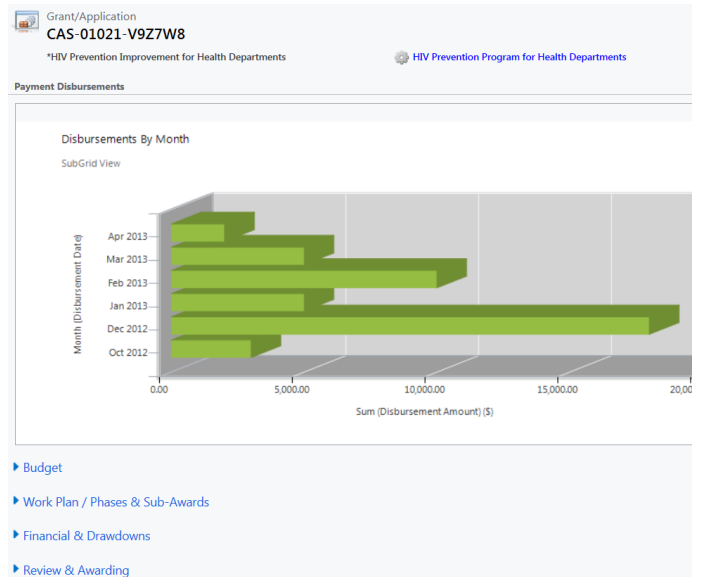 Grant/Application
CAS-01021-V9Z7W8
*HIV Prevention Improvement for Health Departments
HIV Prevention Program for Health Departments
Payment Disbursements
Disbursements By Month
SubGrid View
Month (Disbursement Date)
Apr 2013
Mar 2013
Feb 2013
Jan 2013
Dec 2012
Oct 2012
0.00 5,000.00 10,000.00 15,000.00 20,00
Sum (Disbursement Amount) ($)
Budget
Work Plan / Phases & Sub-Awards
Financial & Drawdowns
Review & Awarding